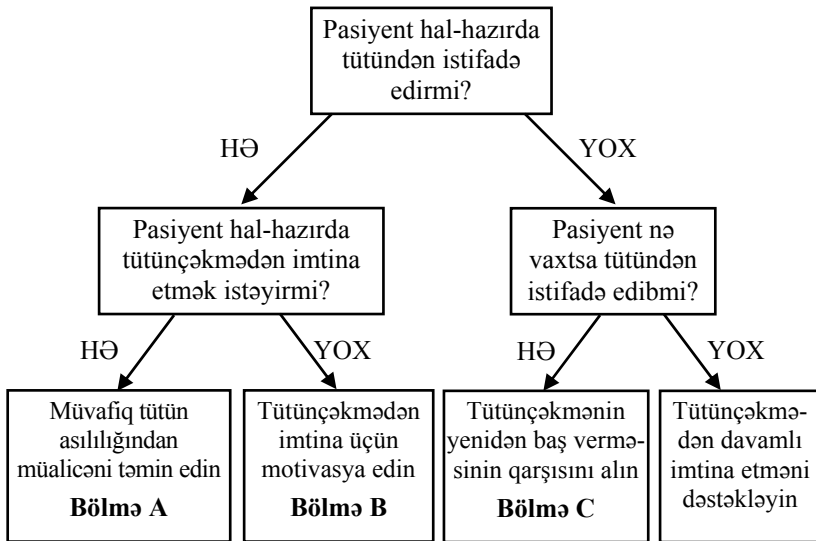 Pasiyent hal-hazırda
tütündən istifadə
edirmi?
HƏ
YOX
Pasiyent hal-hazırda
tütünçəkmədən imtina
etmək istəyirmi?
Pasiyent nə
vaxtsa tütündən
istifadə edibmi?
HƏ
YOX
HƏ
YOX
Müvafiq tütün
asılılığından
müalicəni təmin edin
Bölmə A
Tütünçəkmədən
imtina üçün
motivasya edin
Bölmə B
Tütünçəkmənin
yenidən baş vermə-
sinin qarşısını alın
Bölmə C
Tütünçəkmə-
dən davamlı
imtina etməni
dəstəkləyin